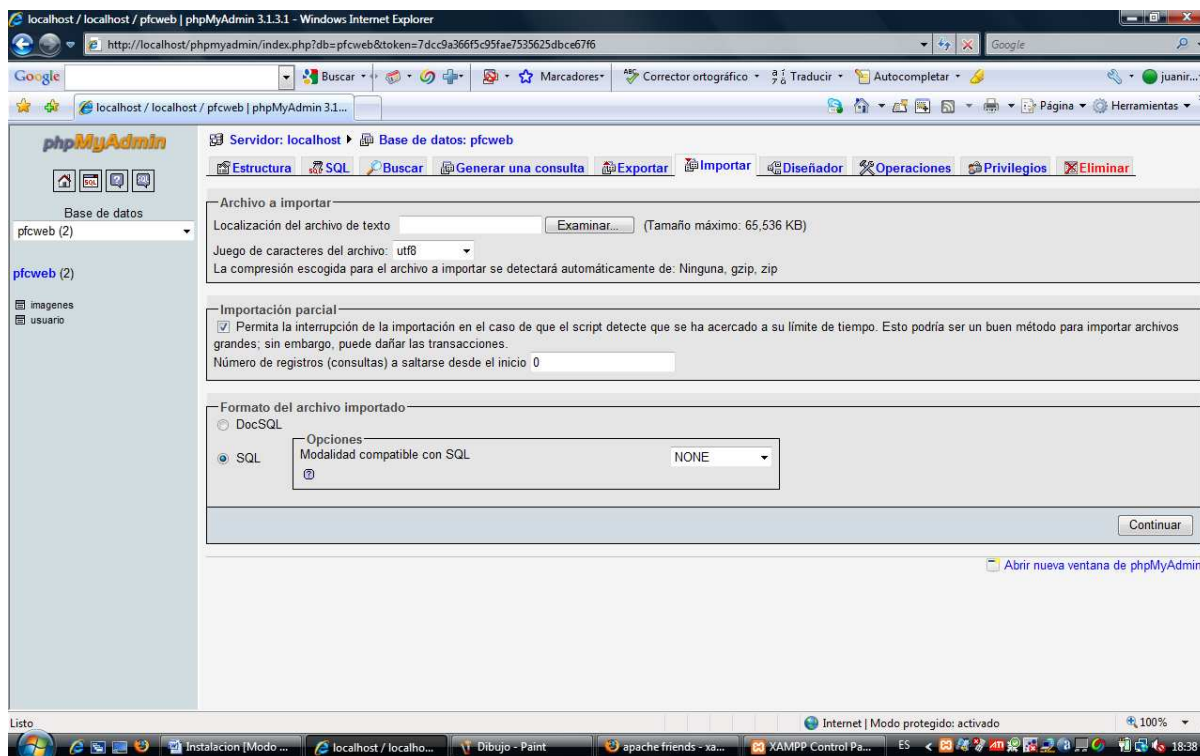 localhost / localhost / pfcweb | phpMyAdmin 3.1.3.1 - Windows Internet Explorer
http://localhost/phpmyadmin/index.php?db=pfcweb&token=7dcc9a366f5c95fae7535625dbce67f6
Google
Google
Buscar
Marcadores
Corrector ortográfico
Traducir
Autocompletar
juanir...
localhost / localhost / pfcweb | phpMyAdmin 3.1...
Página
Herramientas
phpMyAdmin
Base de datos
pfcweb (2)
pfcweb (2)
imagenes
usuario
Servidor: localhost
Base de datos: pfcweb
Estructura
SQL
Buscar
Generar una consulta
Exportar
Importar
Diseñador
Operaciones
Privilegios
Eliminar
Archivo a importar
Localización del archivo de texto
Examinar...
(Tamaño máximo: 65,536 KB)
Juego de caracteres del archivo: utf8
La compresión escogida para el archivo a importar se detectará automáticamente de: Ninguna, gzip, zip
Importación parcial
Permita la interrupción de la importación en el caso de que el script detecte que se ha acercado a su límite de tiempo. Esto podría ser un buen método para importar archivos
grandes; sin embargo, puede dañar las transacciones.
Número de registros (consultas) a saltarse desde el inicio 0
Formato del archivo importado
DocSQL
SQL
Opciones
Modalidad compatible con SQL
NONE
Continuar
Abrir nueva ventana de phpMyAdmin
Listo
Internet | Modo protegido: activado
100%
Instalacion [Modo ...
localhost / localho...
Dibujo - Paint
apache friends - xa...
XAMPP Control Pa...
ES
18:38